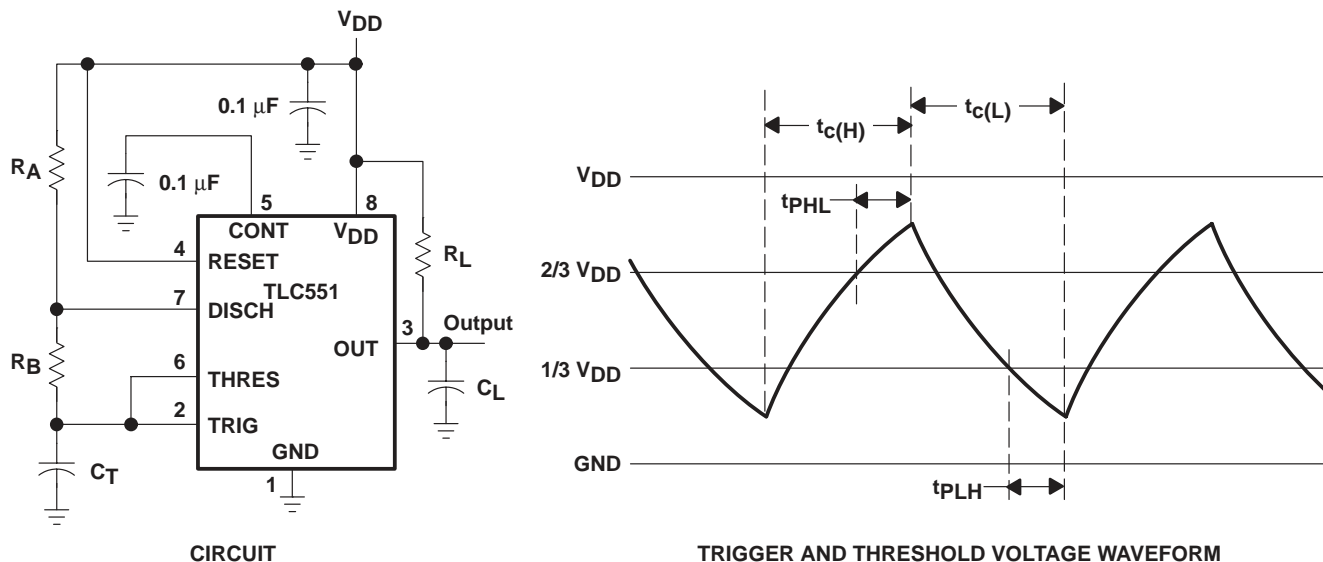 VDD
0.1 μF
RA
0.1 μF
5
8
CONT
VDD
4
RESET
RL
TLC551
7
DISCH
3
Output
RB
OUT
6
THRES
CL
2
TRIG
GND
CT
1
CIRCUIT
tc(H)
tc(L)
VDD
tPHL
2/3 VDD
1/3 VDD
GND
tPLH
TRIGGER AND THRESHOLD VOLTAGE WAVEFORM